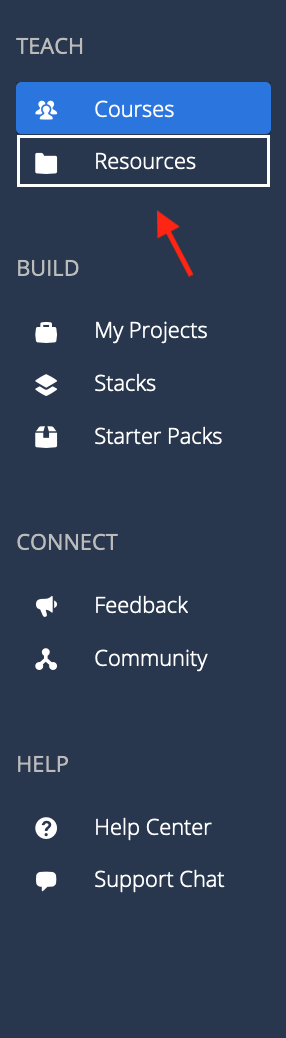 TEACH
Courses
Resources
BUILD
My Projects
Stacks
Starter Packs
CONNECT
Feedback
Community
HELP
Help Center
Support Chat